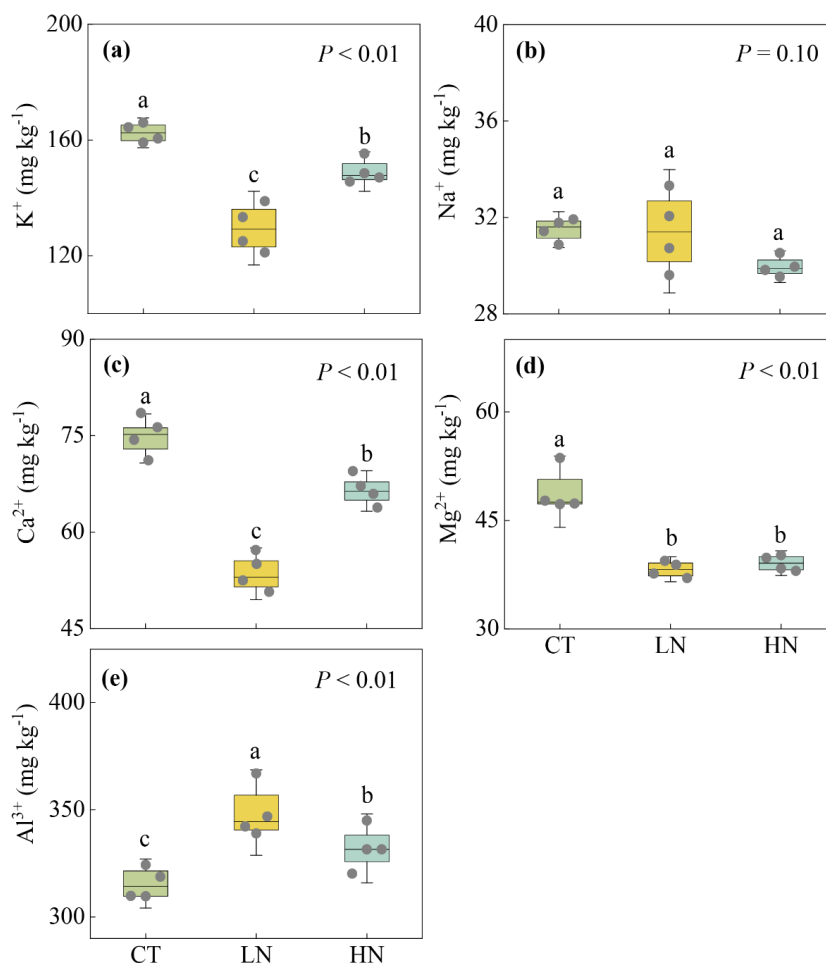 (a)
P < 0.01
K⁺ (mg kg⁻¹)
200
160
120
a
c
b
(b)
P = 0.10
Na⁺ (mg kg⁻¹)
40
36
32
28
a
a
a
(c)
P < 0.01
Ca²⁺ (mg kg⁻¹)
90
75
60
45
a
c
b
(d)
P < 0.01
Mg²⁺ (mg kg⁻¹)
60
45
30
a
b
b
CT LN HN
(e)
P < 0.01
Al³⁺ (mg kg⁻¹)
400
350
300
c
a
b
CT LN HN